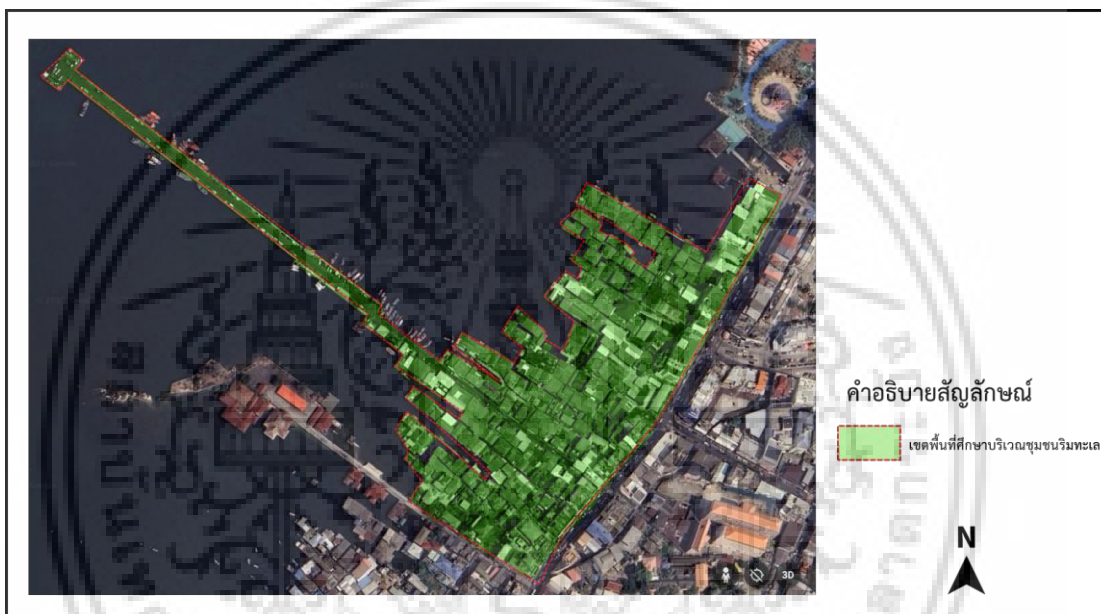 คำอธิบายสัญลักษณ์
เขตพื้นที่ศึกษาบริเวณชุมชนริมทะเล
N
3D